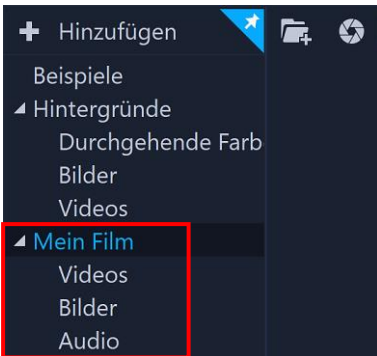 Hinzufügen
Beispiele
Hintergründe
Durchgehende Farb
Bilder
Videos
Mein Film
Videos
Bilder
Audio